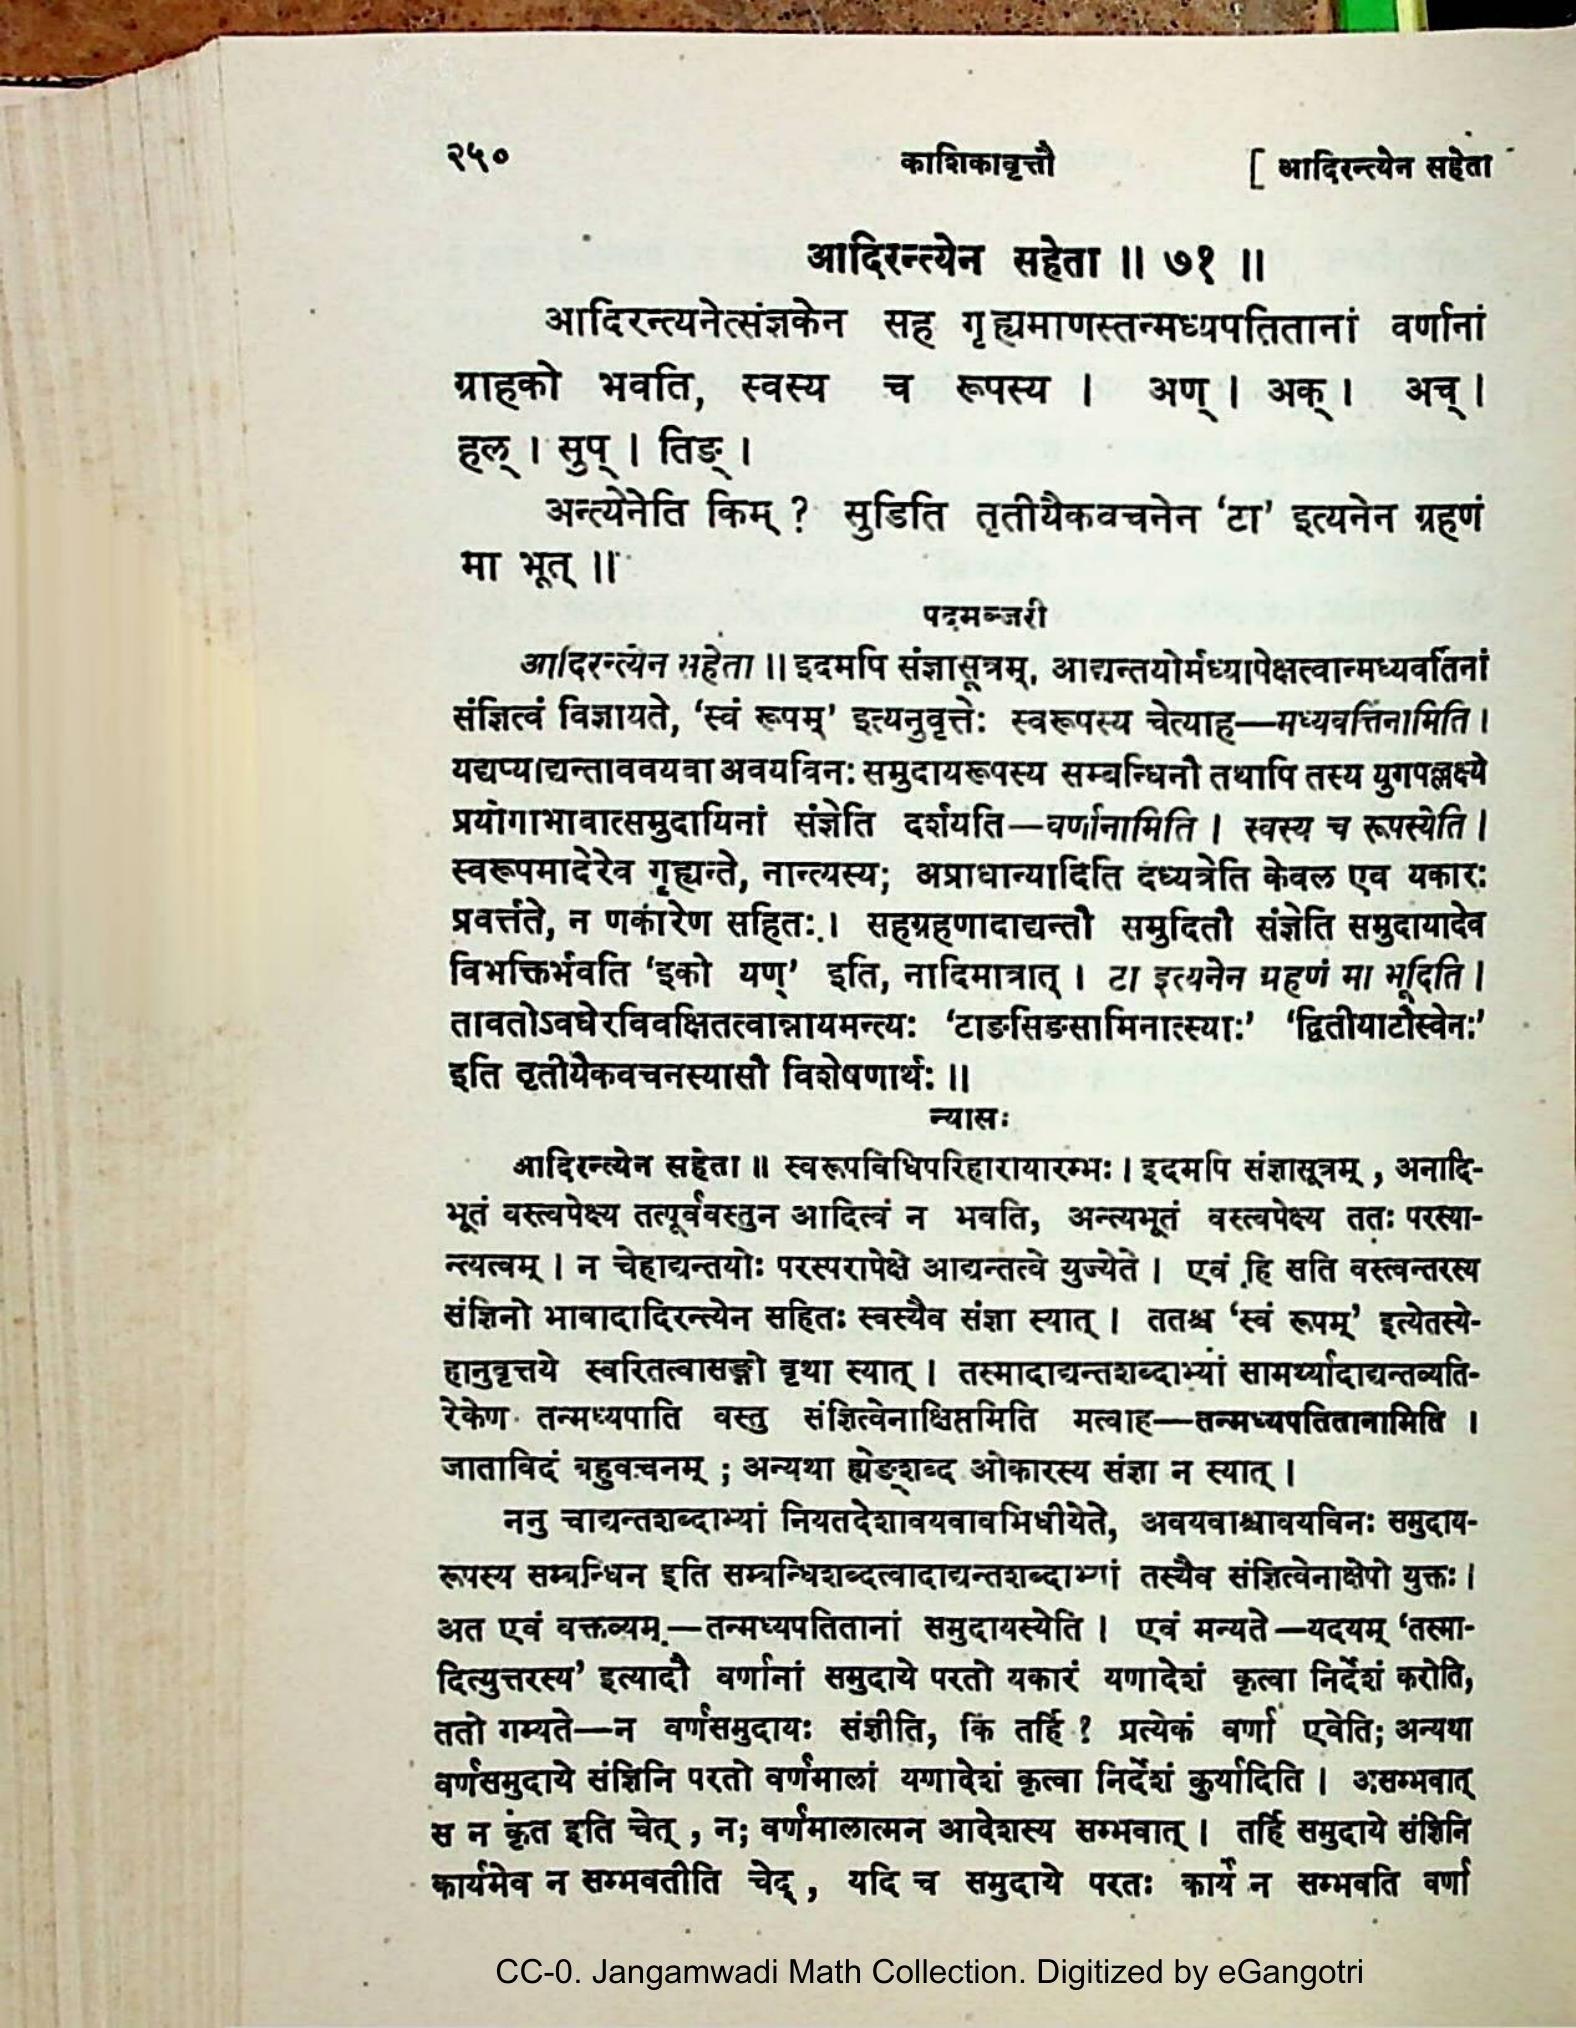 २५० काशिकावृत्तौ [ आदिरन्त्येन सहेता
आदिरन्त्येन सहेता ॥ ७१ ॥
आदिरन्त्यनेत्संज्ञकेन सह गृह्यमाणस्तन्मध्यपतितानां वर्णानां
ग्राहको भवति, स्वस्य च रूपस्य । अण् । अक् । अच् ।
हल् । सुप् । तिङ् ।
अन्त्येनेति किम् ? सुडिति तृतीयैकवचनेन ‘टा’ इत्यनेन ग्रहणं
मा भूत् ॥
पदमञ्जरी
आदिरन्त्येन सहेता ॥ इदमपि संज्ञासूत्रम्, आद्यन्तयोर्मध्यापेक्षत्वान्मध्यवर्तिनां
संज्ञित्वं विज्ञायते, ‘स्वं रूपम्’ इत्यनुवृत्तेः स्वरूपस्य चेत्याह—मध्यवर्त्तिनामिति ।
यद्यप्याद्यन्ताववयवा अवयविनः समुदायरूपस्य सम्बन्धिनौ तथापि तस्य युगपल्लक्ष्ये
प्रयोगाभावात्समुदायिनां संज्ञेति दर्शयति—वर्णानामिति । स्वस्य च रूपस्येति ।
स्वरूपमादेरेव गृह्यन्ते, नान्त्यस्य; अप्राधान्यादिति दध्यत्रेति केवल एव यकारः
प्रवर्त्तते, न णकारेण सहितः । सहग्रहणादाद्यन्तौ समुदितौ संज्ञेति समुदायादेव
विभक्तिर्भवति ‘इको यण्’ इति, नादिमात्रात् । टा इत्यनेन ग्रहणं मा भूदिति ।
तावतोऽवघेरविवक्षितत्वान्नायमन्त्यः ‘टाङसिङसामिनात्स्याः’ ‘द्वितीयाटौस्वेनः’
इति तृतीयैकवचनस्यासौ विशेषणार्थः ॥
न्यासः
आदिरन्त्येन सहेता ॥ स्वरूपविधिपरिहारायारम्भः । इदमपि संज्ञासूत्रम् , अनादि-
भूतं वस्त्वपेक्ष्य तत्पूर्ववस्तुन आदित्वं न भवति, अन्त्यभूतं वस्त्वपेक्ष्य ततः परस्या-
न्त्यत्वम् । न चेहाद्यन्तयोः परस्परापेक्षे आद्यन्तत्वे युज्येते । एवं हि सति वस्त्वन्तरस्य
संज्ञिनो भावादादिरन्त्येन सहितः स्वस्यैव संज्ञा स्यात् । ततश्च ‘स्वं रूपम्’ इत्येतस्ये-
हानुवृत्तये स्वरितत्वासङ्गो वृथा स्यात् । तस्मादाद्यन्तशब्दाभ्यां सामर्थ्यादाद्यन्तव्यति-
रेकेण तन्मध्यपाति वस्तु संज्ञित्वेनाक्षिप्तमिति मत्वाह—तन्मध्यपतितानामिति ।
जाताविदं बहुवचनम् ; अन्यथा ह्येङ्शब्द ओकारस्य संज्ञा न स्यात् ।
ननु चाद्यन्तशब्दाभ्यां नियतदेशावयवावभिधीयेते, अवयवाश्चावयविनः समुदाय-
रूपस्य सम्बन्धिन इति सम्बन्धिशब्दत्वादाद्यन्तशब्दाभ्यां तस्यैव संज्ञित्वेनाक्षेपो युक्तः ।
अत एवं वक्तव्यम्—तन्मध्यपतितानां समुदायस्येति । एवं मन्यते—यदयम् ‘तस्मा-
दित्युत्तरस्य’ इत्यादौ वर्णानां समुदाये परतो यकारं यणादेशं कृत्वा निर्देशं करोति,
ततो गम्यते—न वर्णसमुदायः संज्ञीति, किं तर्हि ? प्रत्येकं वर्णा एवेति; अन्यथा
वर्णसमुदाये संज्ञिनि परतो वर्णमालां यणादेशं कृत्वा निर्देशं कुर्यादिति । असम्भवात्
स न कृत इति चेत् , न; वर्णमालात्मन आदेशस्य सम्भवात् । तर्हि समुदाये संज्ञिनि
कार्यमेव न सम्भवतीति चेद् , यदि च समुदाये परतः कार्यं न सम्भवति वर्णा
CC-0. Jangamwadi Math Collection. Digitized by eGangotri